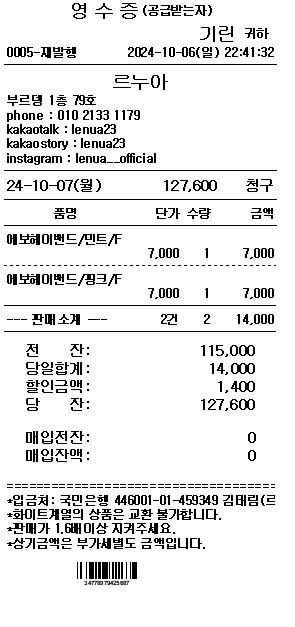 영 수 증 (공급받는자)
기린 귀하
0005-재발행 2024-10-06(일) 22:41:32
르누아
부르뎅 1층 79호
phone : 010 2133 1179
kakaotalk : lenua23
kakaostory : lenua23
instagram : lenua__official
24-10-07(월) 127,600 청구
품명 단가 수량 금액
에보헤어밴드/민트/F
7,000 1 7,000
에보헤어밴드/핑크/F
7,000 1 7,000
--- 판매소계 --- 2건 2 14,000
전 잔: 115,000
당일합계: 14,000
할인금액: 1,400
당 잔: 127,600
매입전잔: 0
매입잔액: 0
*입금처: 국민은행 446001-01-459349 김태림(르
*화이트계열의 상품은 교환 불가합니다.
*판매가 1.6배이상 지켜주세요.
*상기금액은 부가세별도 금액입니다.
34778979425687